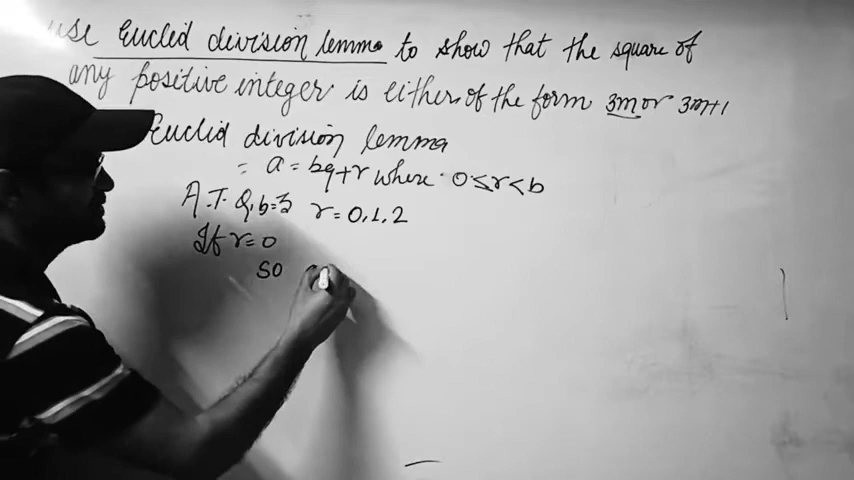 use Euclid division lemma to show that the square of
any positive integer is either of the form 3m or 3m+1
Euclid division lemma
= a = bq+r where 0≤r<b
A.T.Q, b=3 r=0,1,2
If r=0
so